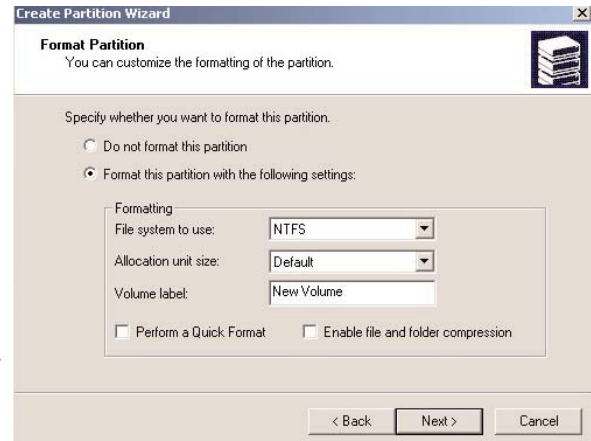 Create Partition Wizard
Format Partition
You can customize the formatting of the partition.
Specify whether you want to format this partition.
Do not format this partition
Format this partition with the following settings:
Formatting
File system to use: NTFS
Allocation unit size: Default
Volume label: New Volume
Perform a Quick Format Enable file and folder compression
< Back Next > Cancel